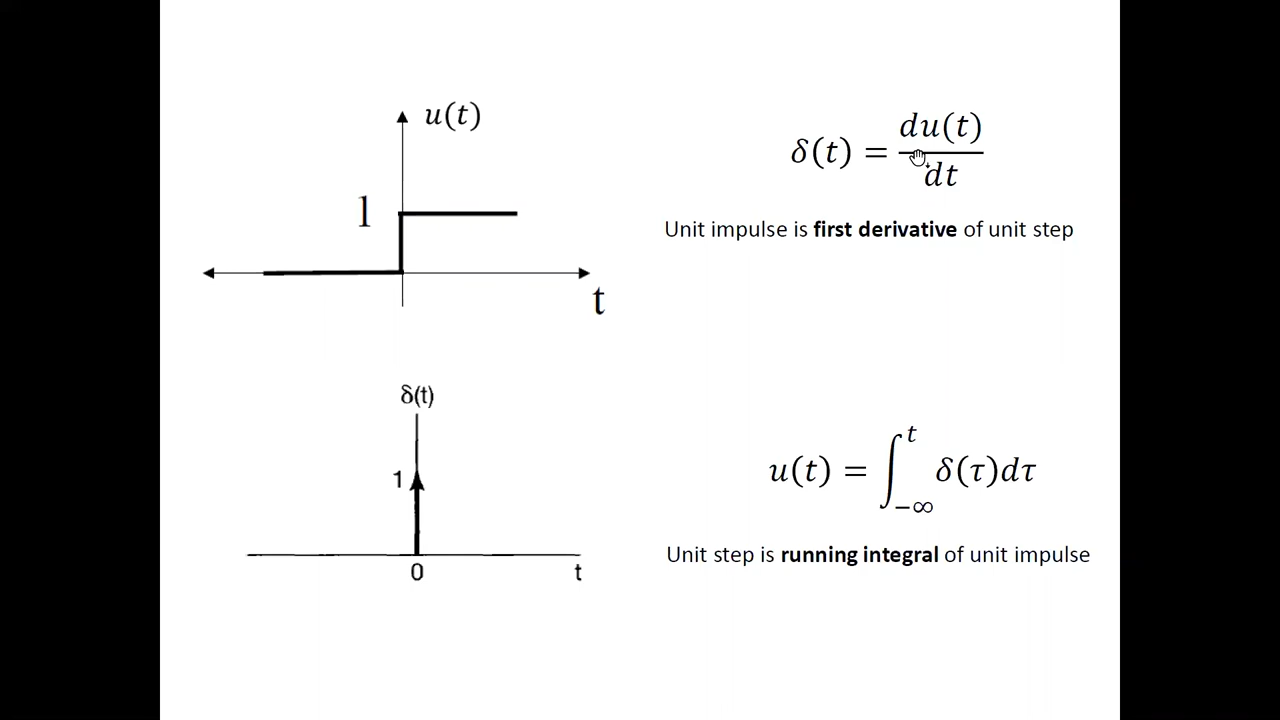 u(t)
1
t
δ(t) = du(t)/dt
Unit impulse is first derivative of unit step
δ(t)
1
0
t
u(t) = ∫_{-∞}^{t} δ(τ)dτ
Unit step is running integral of unit impulse